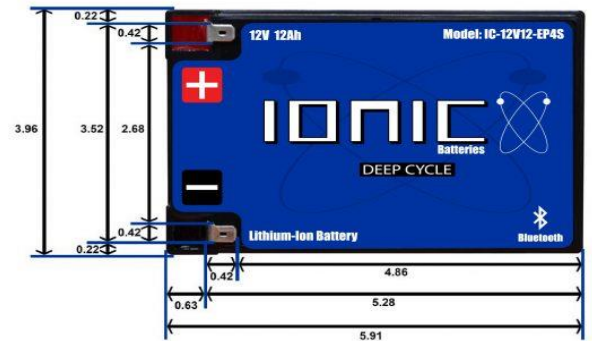 0.22
0.42
12V 12Ah
Model: IC-12V12-EP4S
3.96
3.52
2.68
IONIC
Batteries
DEEP CYCLE
0.42
Lithium-Ion Battery
Bluetooth
0.22
0.42
4.86
0.63
5.28
5.91